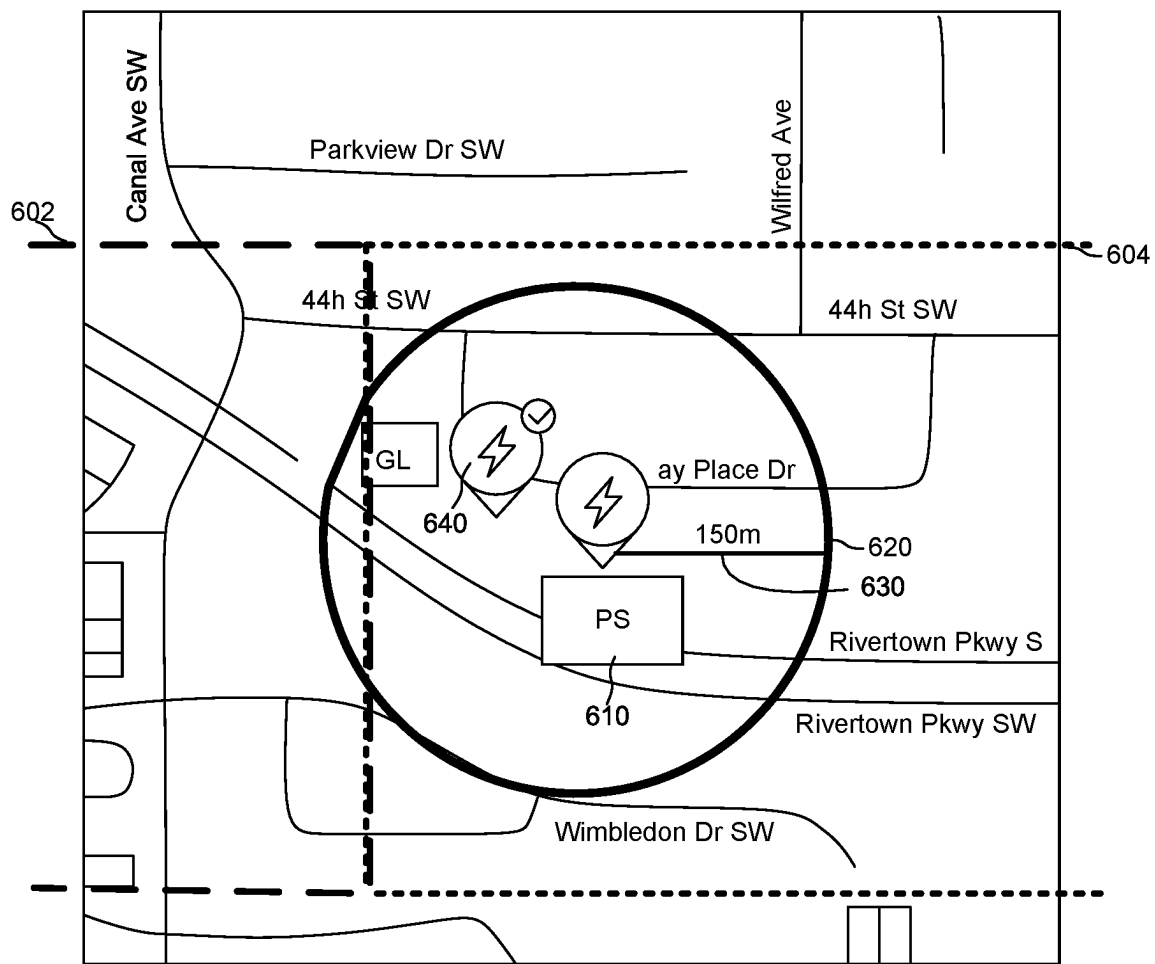 Canal Ave SW
Parkview Dr SW
Wilfred Ave
602
604
44h St SW
44h St SW
GL
640
ay Place Dr
150m
620
630
PS
610
Rivertown Pkwy S
Rivertown Pkwy SW
Wimbledon Dr SW